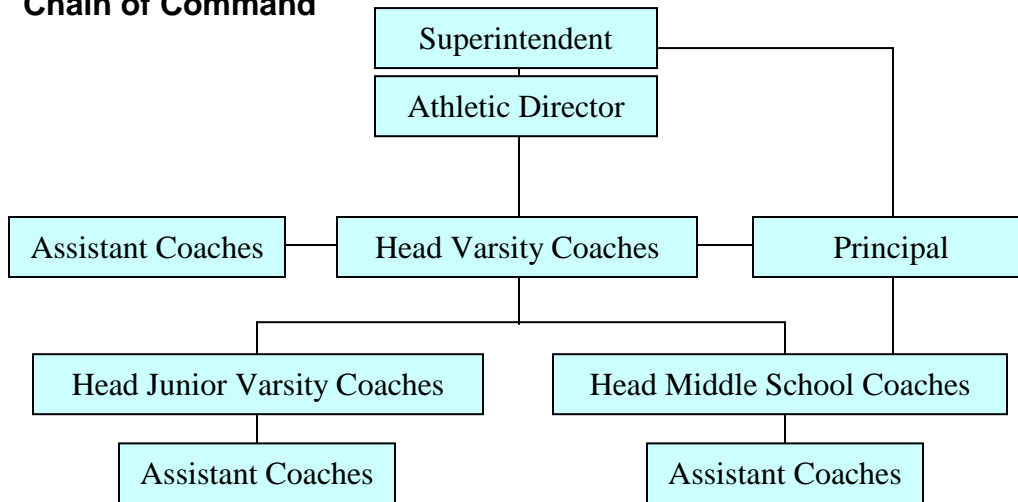 Chain of Command
Superintendent
Athletic Director
Assistant Coaches
Head Varsity Coaches
Principal
Head Junior Varsity Coaches
Head Middle School Coaches
Assistant Coaches
Assistant Coaches